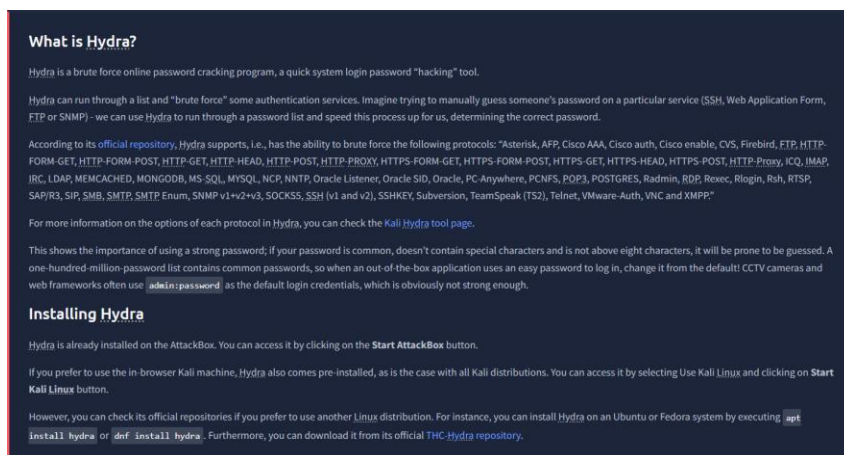 What is Hydra?
Hydra is a brute force online password cracking program, a quick system login password “hacking” tool.
Hydra can run through a list and “brute force” some authentication services. Imagine trying to manually guess someone’s password on a particular service (SSH, Web Application Form,
FTP or SNMP) - we can use Hydra to run through a password list and speed this process up for us, determining the correct password.
According to its official repository, Hydra supports, i.e., has the ability to brute force the following protocols: “Asterisk, AFP, Cisco AAA, Cisco auth, Cisco enable, CVS, Firebird, FTP, HTTP-
FORM-GET, HTTP-FORM-POST, HTTP-GET, HTTP-HEAD, HTTP-POST, HTTP-PROXY, HTTPS-FORM-GET, HTTPS-FORM-POST, HTTPS-GET, HTTPS-HEAD, HTTPS-POST, HTTP-Proxy, ICQ, IMAP,
IRC, LDAP, MEMCACHED, MONGODB, MS-SQL, MYSQL, NCP, NNTP, Oracle Listener, Oracle SID, Oracle, PC-Anywhere, PCNFS, POP3, POSTGRES, Radmin, RDP, Rexec, Rlogin, Rsh, RTSP,
SAP/R3, SIP, SMB, SMTP, SMTP Enum, SNMP v1+v2+v3, SOCKS5, SSH (v1 and v2), SSHKEY, Subversion, TeamSpeak (TS2), Telnet, VMware-Auth, VNC and XMPP.”
For more information on the options of each protocol in Hydra, you can check the Kali Hydra tool page.
This shows the importance of using a strong password; if your password is common, doesn’t contain special characters and is not above eight characters, it will be prone to be guessed. A
one-hundred-million-password list contains common passwords, so when an out-of-the-box application uses an easy password to log in, change it from the default! CCTV cameras and
web frameworks often use admin:password as the default login credentials, which is obviously not strong enough.
Installing Hydra
Hydra is already installed on the AttackBox. You can access it by clicking on the Start AttackBox button.
If you prefer to use the in-browser Kali machine, Hydra also comes pre-installed, as is the case with all Kali distributions. You can access it by selecting Use Kali Linux and clicking on Start
Kali Linux button.
However, you can check its official repositories if you prefer to use another Linux distribution. For instance, you can install Hydra on an Ubuntu or Fedora system by executing apt
install hydra or dnf install hydra. Furthermore, you can download it from its official THC-Hydra repository.